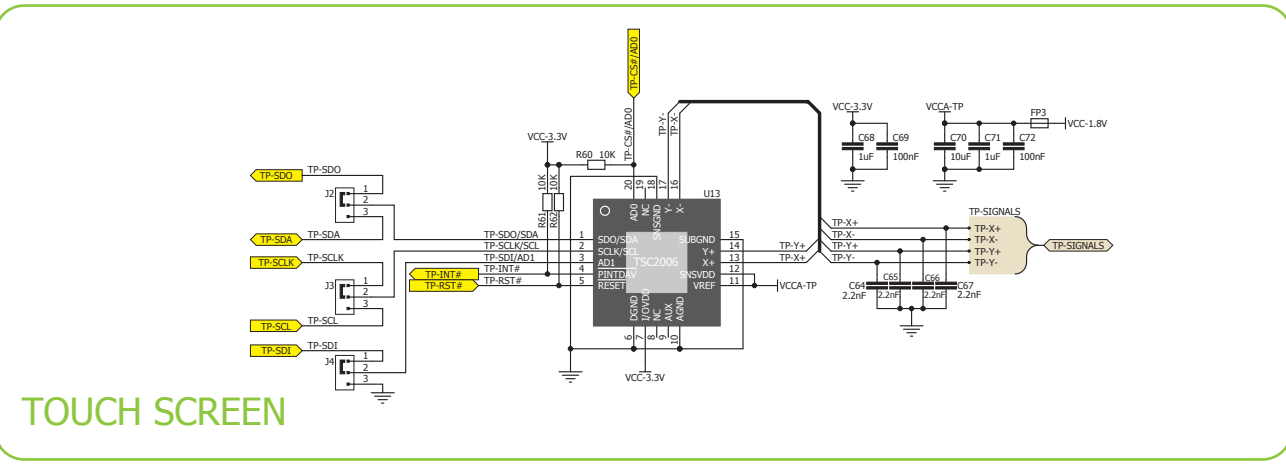 TP-CS#/AD0
TP-CS#/AD0
TP-Y-
TP-X-
VCC-3.3V
R60 10K
R61 10K
R62 10K
VCC-3.3V
C68
1uF
C69
100nF
VCCA-TP
FP3
VCC-1.8V
C70
10uF
C71
1uF
C72
100nF
TP-SDO
TP-SDO
J2
1
2
3
TP-SDA
TP-SDA
TP-SCLK
TP-SCLK
J3
1
2
3
TP-SCL
TP-SCL
TP-SDI
TP-SDI
J4
1
2
3
TP-SDO/SDA
TP-SCLK/SCL
TP-SDI/AD1
TP-INT#
TP-INT#
TP-RST#
TP-RST#
U13
20 19 18 17 16
AD0 NC SNSGND Y- X-
1 SDO/SDA
2 SCLK/SCL
3 AD1
4 PINTDAV
5 RESET
TSC2006
SUBGND 15
Y+ 14
X+ 13
SNSVDD 12
VREF 11
DGND I/OVDD NC AUX AGND
6 7 8 9 10
VCC-3.3V
TP-Y+
TP-X+
VCCA-TP
TP-X+
TP-X-
TP-Y+
TP-Y-
TP-SIGNALS
TP-X+
TP-X-
TP-Y+
TP-Y-
TP-SIGNALS
C64
2.2nF
C65
2.2nF
C66
2.2nF
C67
2.2nF
TOUCH SCREEN